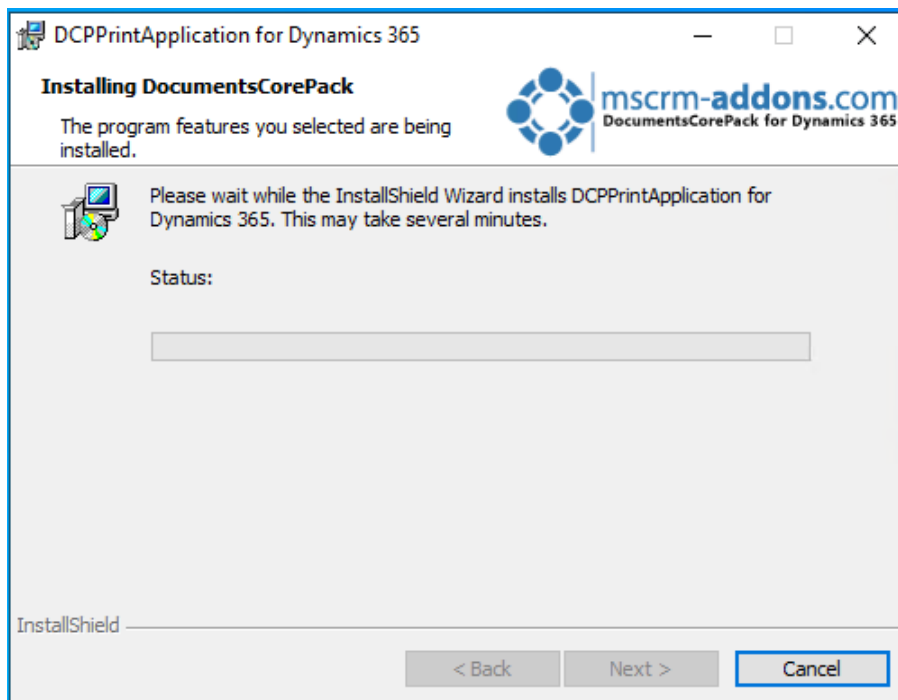 DCPPrintApplication for Dynamics 365
Installing DocumentsCorePack
The program features you selected are being
installed.
mscrm-addons.com
DocumentsCorePack for Dynamics 365
Please wait while the InstallShield Wizard installs DCPPrintApplication for
Dynamics 365. This may take several minutes.
Status:
InstallShield
< Back
Next >
Cancel